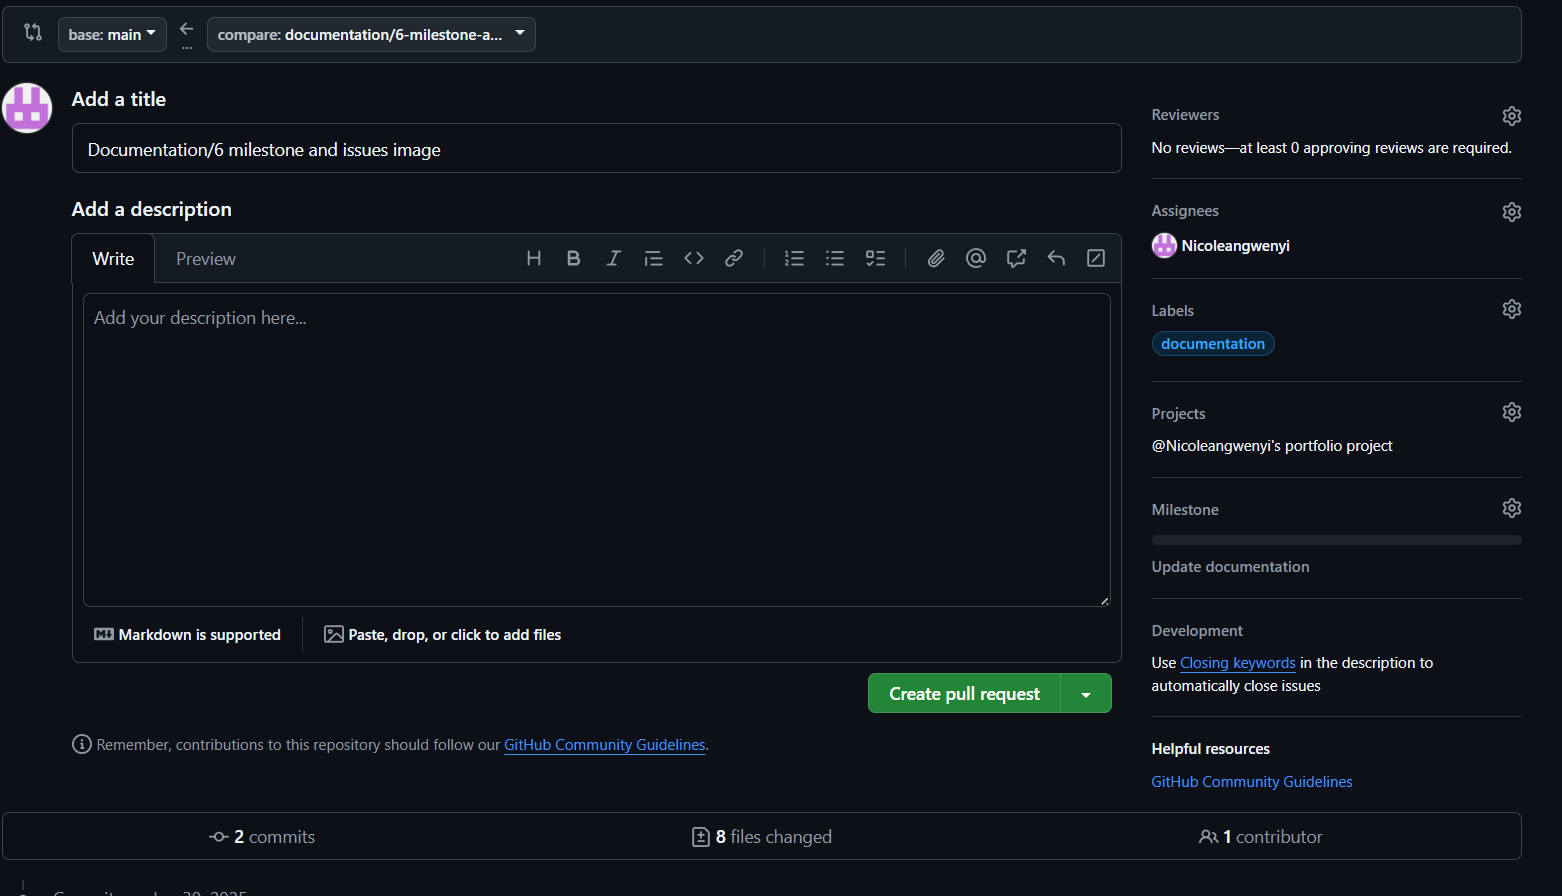 base: main
compare: documentation/6-milestone-a...
Add a title
Documentation/6 milestone and issues image
Add a description
Write
Preview
Add your description here...
Markdown is supported
Paste, drop, or click to add files
Create pull request
Remember, contributions to this repository should follow our GitHub Community Guidelines.
Reviewers
No reviews—at least 0 approving reviews are required.
Assignees
Nicoleangwenyi
Labels
documentation
Projects
@Nicoleangwenyi's portfolio project
Milestone
Update documentation
Development
Use Closing keywords in the description to
automatically close issues
Helpful resources
GitHub Community Guidelines
2 commits
8 files changed
1 contributor